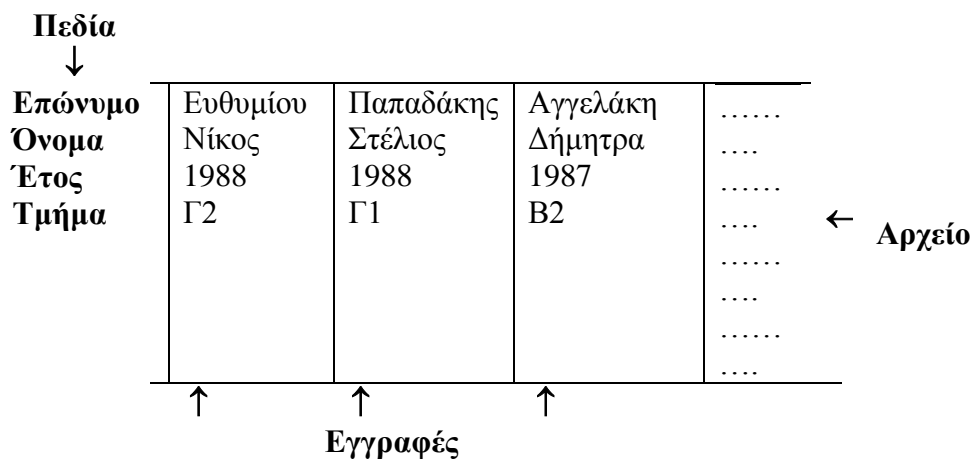 Πεδία
↓
Επώνυμο Ευθυμίου Παπαδάκης Αγγελάκη ……
Όνομα Νίκος Στέλιος Δήμητρα ….
Έτος 1988 1988 1987 ……
Τμήμα Γ2 Γ1 Β2 ….
← Αρχείο
……
….
……
….
↑ ↑ ↑
Εγγραφές